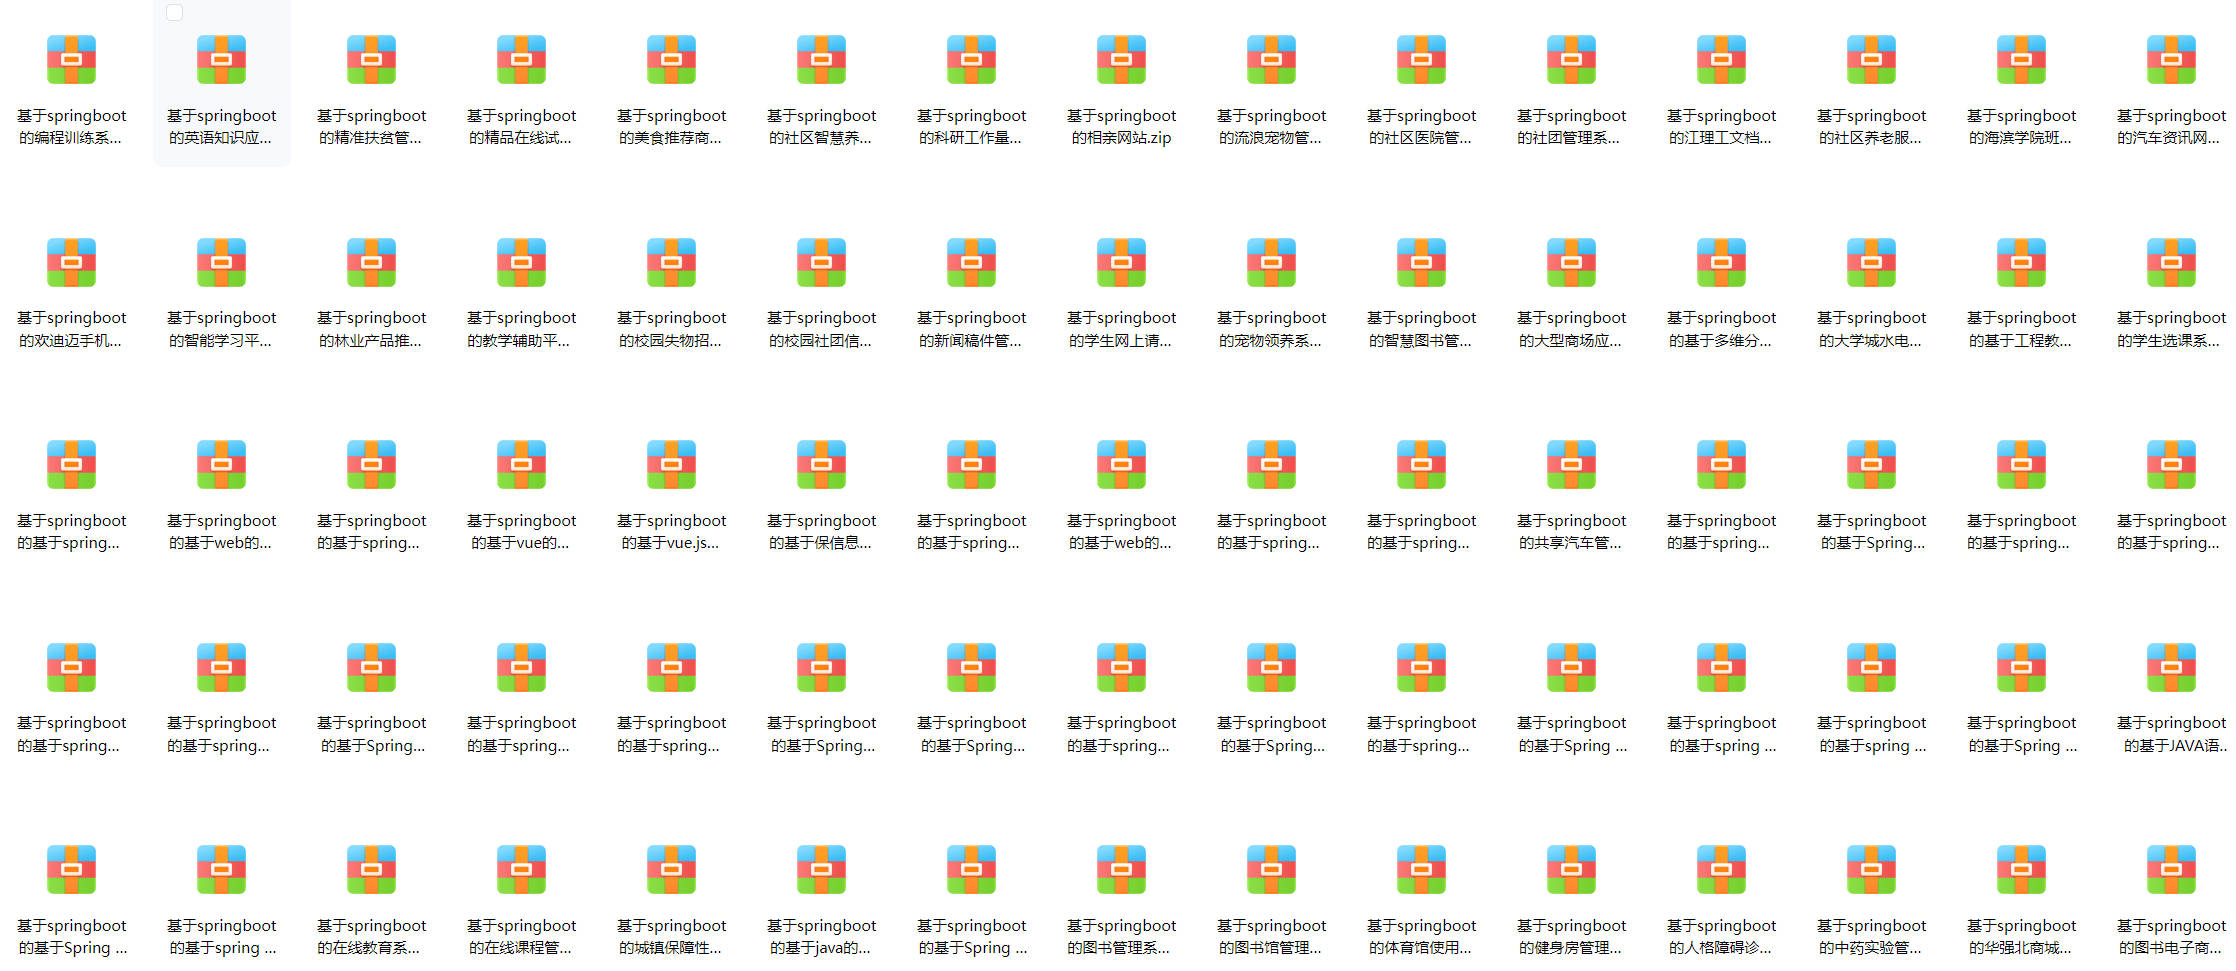 基于springboot
的编程训练系...
基于springboot
的英语知识应...
基于springboot
的精准扶贫管...
基于springboot
的精品在线试...
基于springboot
的美食推荐商...
基于springboot
的社区智慧养...
基于springboot
的科研工作量...
基于springboot
的相亲网站.zip
基于springboot
的流浪宠物管...
基于springboot
的社区医院管...
基于springboot
的社团管理系...
基于springboot
的江理工文档...
基于springboot
的社区养老服...
基于springboot
的海滨学院班...
基于springboot
的汽车资讯网...
基于springboot
的欢迪迈手机...
基于springboot
的智能学习平...
基于springboot
的林业产品推...
基于springboot
的教学辅助平...
基于springboot
的校园失物招...
基于springboot
的校园社团信...
基于springboot
的新闻稿件管...
基于springboot
的学生网上请...
基于springboot
的宠物领养系...
基于springboot
的智慧图书管...
基于springboot
的大型商场应...
基于springboot
的基于多维分...
基于springboot
的大学城水电...
基于springboot
的基于工程教...
基于springboot
的学生选课系...
基于springboot
的基于spring...
基于springboot
的基于web的...
基于springboot
的基于spring...
基于springboot
的基于vue的...
基于springboot
的基于vue.js...
基于springboot
的基于保信息...
基于springboot
的基于spring...
基于springboot
的基于web的...
基于springboot
的基于spring...
基于springboot
的基于spring...
基于springboot
的共享汽车管...
基于springboot
的基于spring...
基于springboot
的基于Spring...
基于springboot
的基于spring...
基于springboot
的基于spring...
基于springboot
的基于spring...
基于springboot
的基于spring...
基于springboot
的基于Spring...
基于springboot
的基于spring...
基于springboot
的基于spring...
基于springboot
的基于Spring...
基于springboot
的基于Spring...
基于springboot
的基于spring...
基于springboot
的基于Spring...
基于springboot
的基于spring...
基于springboot
的基于Spring ...
基于springboot
的基于spring ...
基于springboot
的基于spring ...
基于springboot
的基于Spring ...
基于springboot
的基于JAVA语...
基于springboot
的基于Spring ...
基于springboot
的基于spring ...
基于springboot
的在线教育系...
基于springboot
的在线课程管...
基于springboot
的城镇保障性...
基于springboot
的基于java的...
基于springboot
的基于Spring ...
基于springboot
的图书管理系...
基于springboot
的图书馆管理...
基于springboot
的体育馆使用...
基于springboot
的健身房管理...
基于springboot
的人格障碍诊...
基于springboot
的中药实验管...
基于springboot
的华强北商城...
基于springboot
的图书电子商...